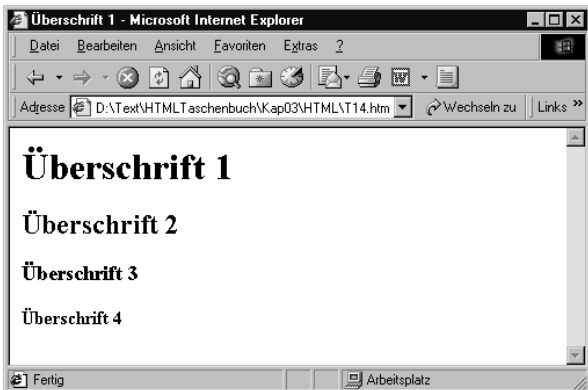 Überschrift 1 - Microsoft Internet Explorer
Datei Bearbeiten Ansicht Favoriten Extras ?
Adresse D:\Text\HTMLTaschenbuch\Kap03\HTML\T14.htm Wechseln zu Links »
Überschrift 1
Überschrift 2
Überschrift 3
Überschrift 4
Fertig Arbeitsplatz